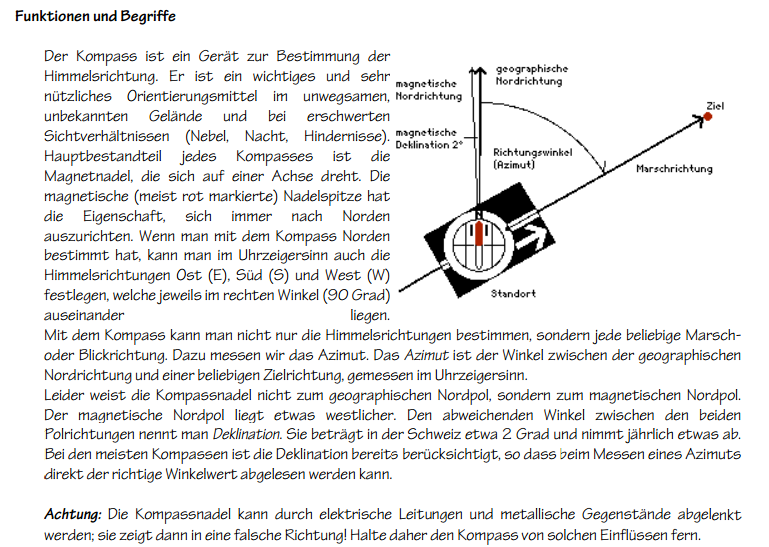 Funktionen und Begriffe
Der Kompass ist ein Gerät zur Bestimmung der
Himmelsrichtung. Er ist ein wichtiges und sehr
nützliches Orientierungsmittel im unwegsamen,
unbekannten Gelände und bei erschwerten
Sichtverhältnissen (Nebel, Nacht, Hindernisse).
Hauptbestandteil jedes Kompasses ist die
Magnetnadel, die sich auf einer Achse dreht. Die
magnetische (meist rot markierte) Nadelspitze hat
die Eigenschaft, sich immer nach Norden
auszurichten. Wenn man mit dem Kompass Norden
bestimmt hat, kann man im Uhrzeigersinn auch die
Himmelsrichtungen Ost (E), Süd (S) und West (W)
festlegen, welche jeweils im rechten Winkel (90 Grad)
auseinander liegen.
magnetische
Nordrichtung
geographische
Nordrichtung
Ziel
magnetische
Deklination 2°
Richtungswinkel
(Azimut)
Marschrichtung
N
Standort
Mit dem Kompass kann man nicht nur die Himmelsrichtungen bestimmen, sondern jede beliebige Marsch-
oder Blickrichtung. Dazu messen wir das Azimut. Das Azimut ist der Winkel zwischen der geographischen
Nordrichtung und einer beliebigen Zielrichtung, gemessen im Uhrzeigersinn.
Leider weist die Kompassnadel nicht zum geographischen Nordpol, sondern zum magnetischen Nordpol.
Der magnetische Nordpol liegt etwas westlicher. Den abweichenden Winkel zwischen den beiden
Polrichtungen nennt man Deklination. Sie beträgt in der Schweiz etwa 2 Grad und nimmt jährlich etwas ab.
Bei den meisten Kompassen ist die Deklination bereits berücksichtigt, so dass beim Messen eines Azimuts
direkt der richtige Winkelwert abgelesen werden kann.
Achtung: Die Kompassnadel kann durch elektrische Leitungen und metallische Gegenstände abgelenkt
werden; sie zeigt dann in eine falsche Richtung! Halte daher den Kompass von solchen Einflüssen fern.